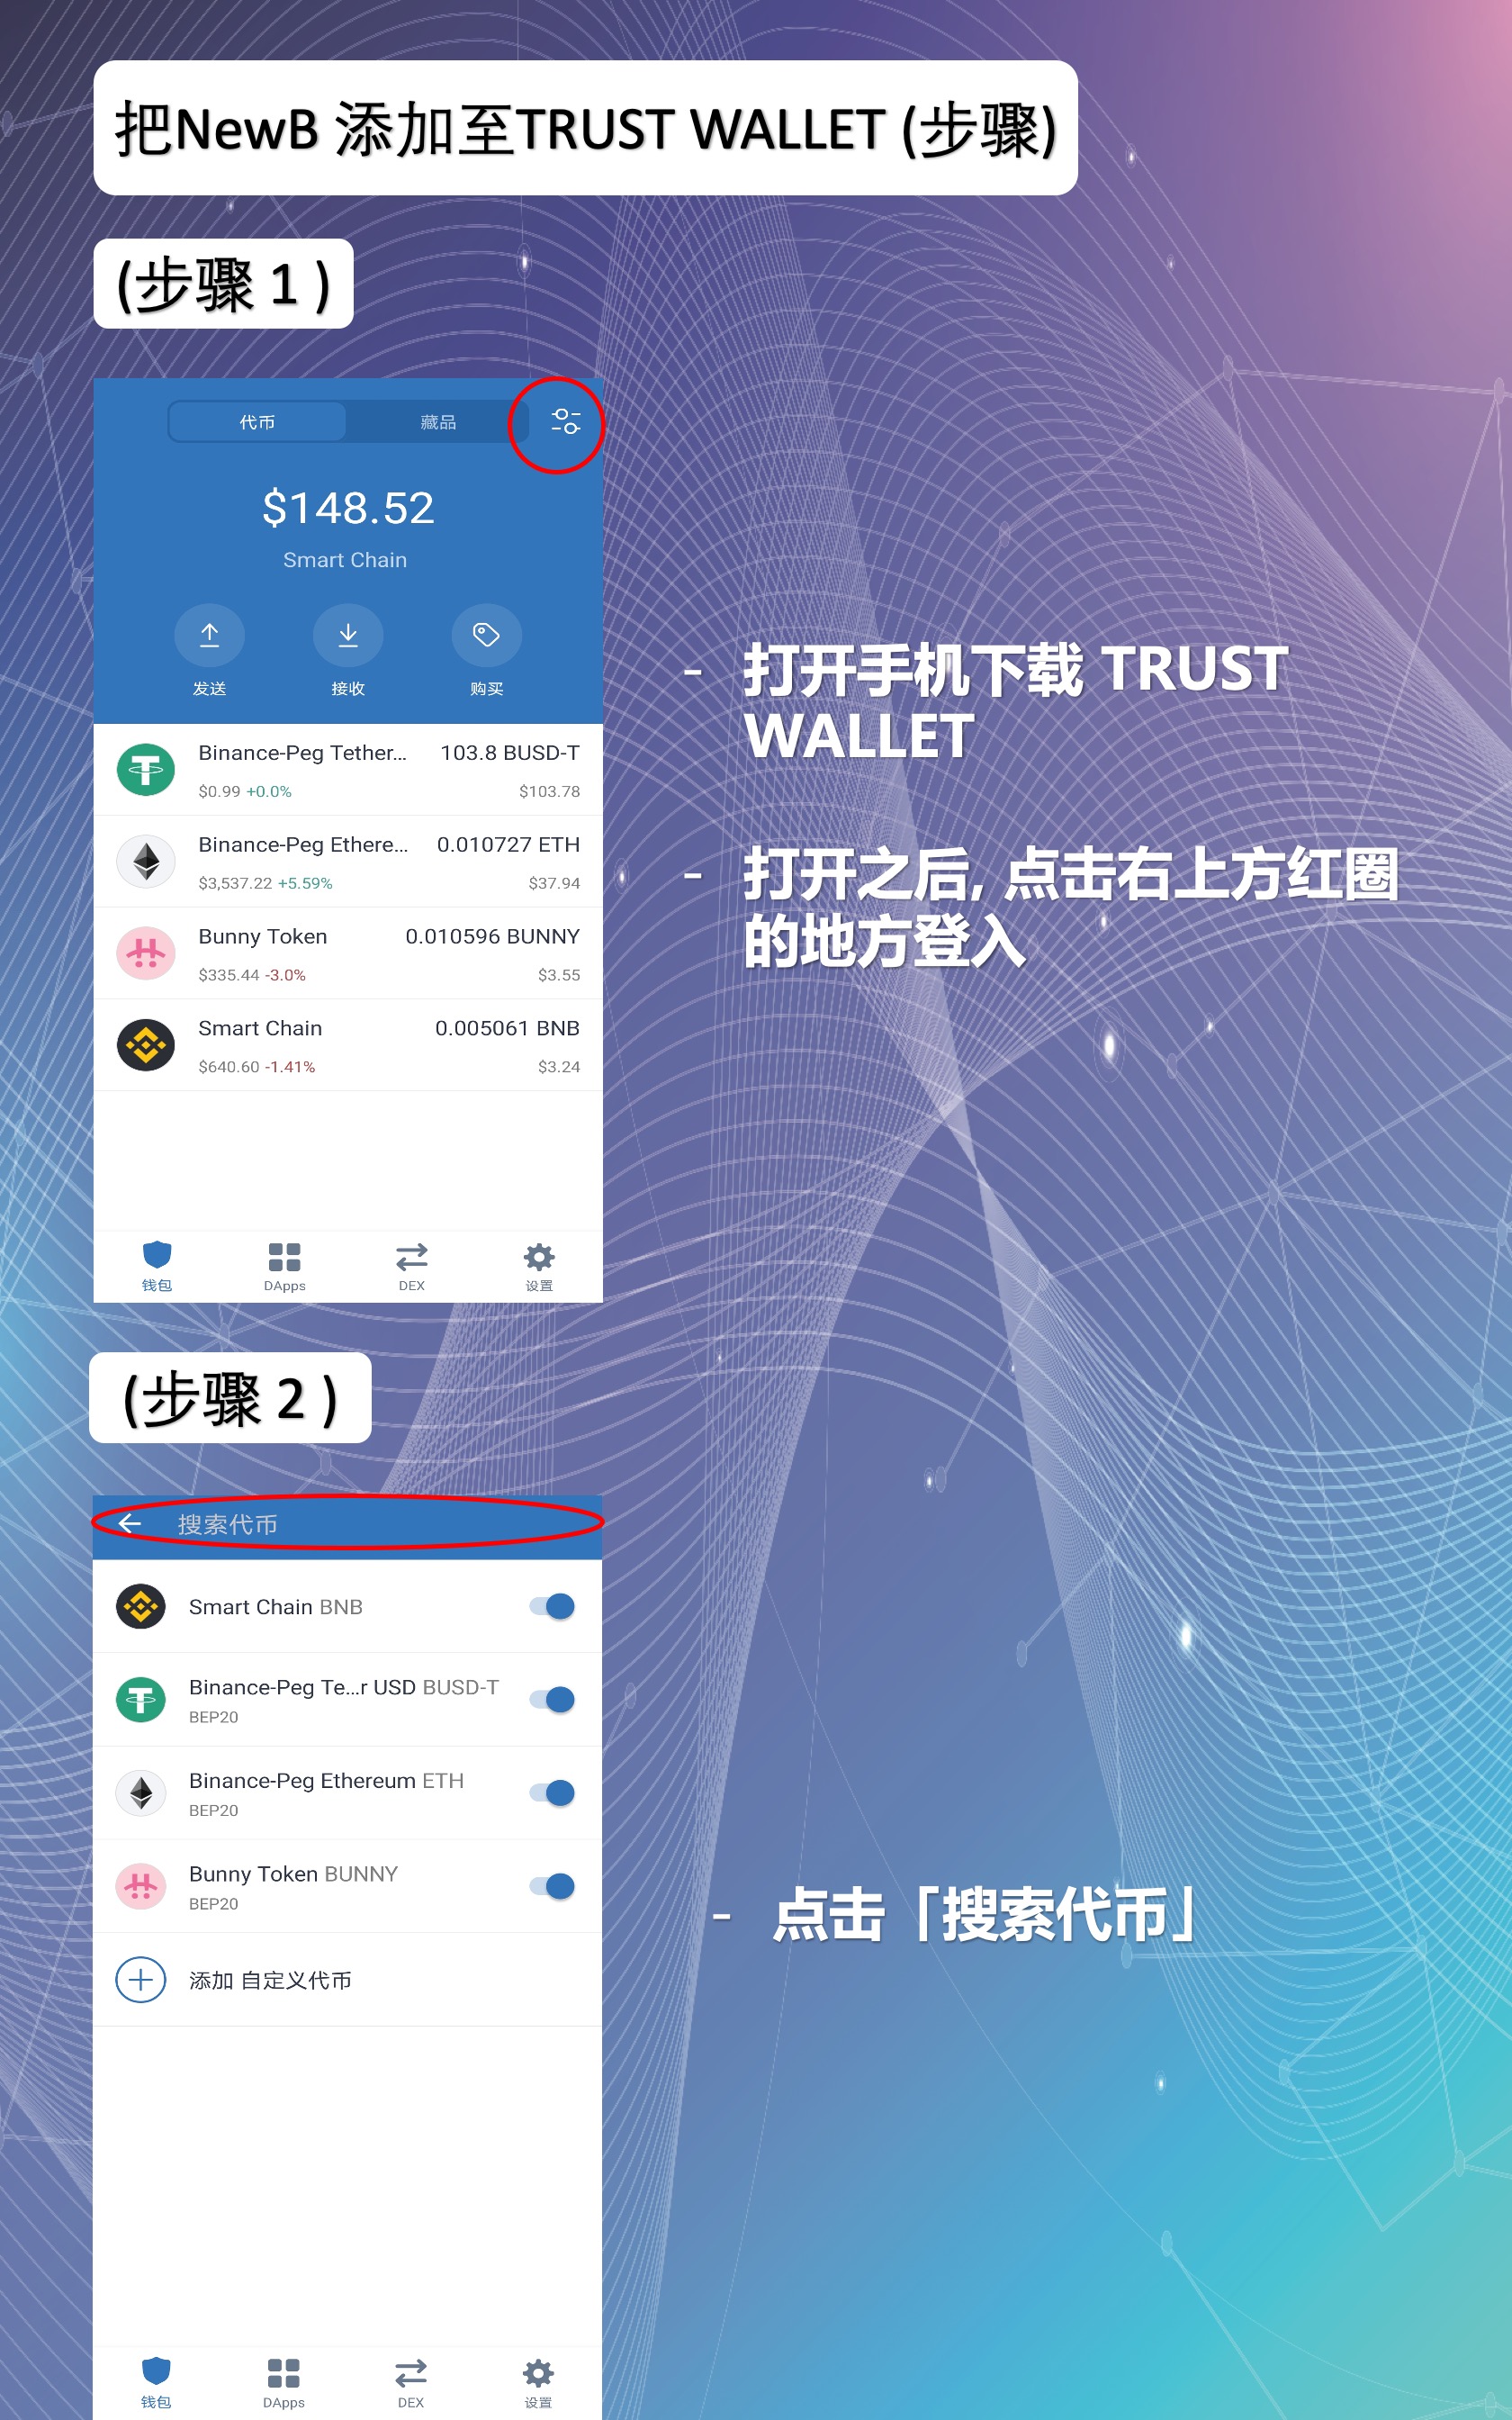 把NewB 添加至TRUST WALLET (步骤)
(步骤 1 )
代币 藏品
$148.52
Smart Chain
发送 接收 购买
Binance-Peg Tether... 103.8 BUSD-T
$0.99 +0.0% $103.78
Binance-Peg Ethere... 0.010727 ETH
$3,537.22 +5.59% $37.94
Bunny Token 0.010596 BUNNY
$335.44 -3.0% $3.55
Smart Chain 0.005061 BNB
$640.60 -1.41% $3.24
钱包 DApps DEX 设置
- 打开手机下载 TRUST
WALLET
- 打开之后, 点击右上方红圈
的地方登入
(步骤 2 )
搜索代币
Smart Chain BNB
Binance-Peg Te...r USD BUSD-T
BEP20
Binance-Peg Ethereum ETH
BEP20
Bunny Token BUNNY
BEP20
添加 自定义代币
钱包 DApps DEX 设置
- 点击「搜索代币」